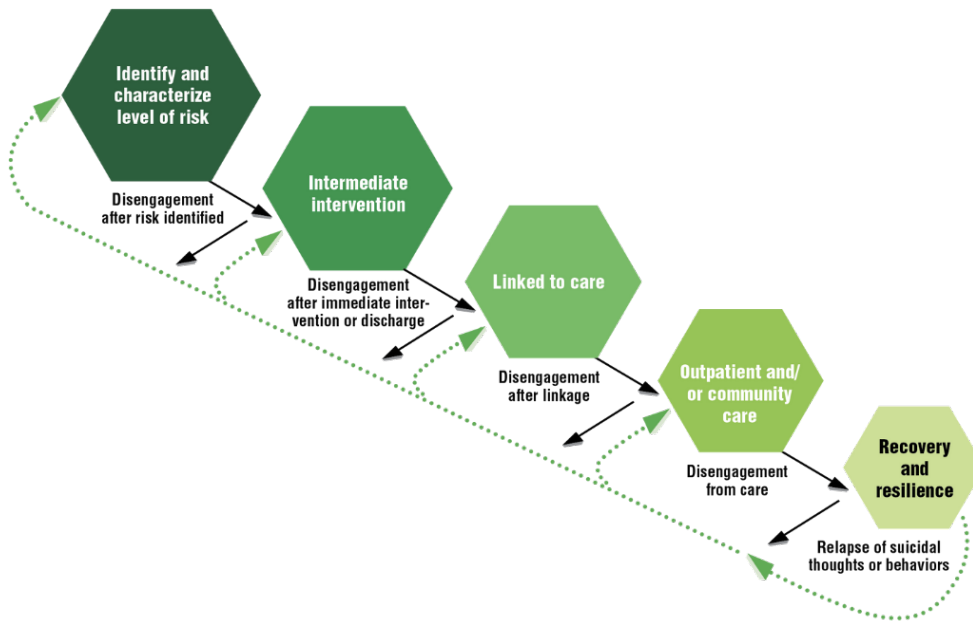 Identify and
characterize
level of risk
Disengagement
after risk identified
Intermediate
intervention
Disengagement
after immediate inter-
vention or discharge
Linked to care
Disengagement
after linkage
Outpatient and/
or community
care
Disengagement
from care
Recovery
and
resilience
Relapse of suicidal
thoughts or behaviors